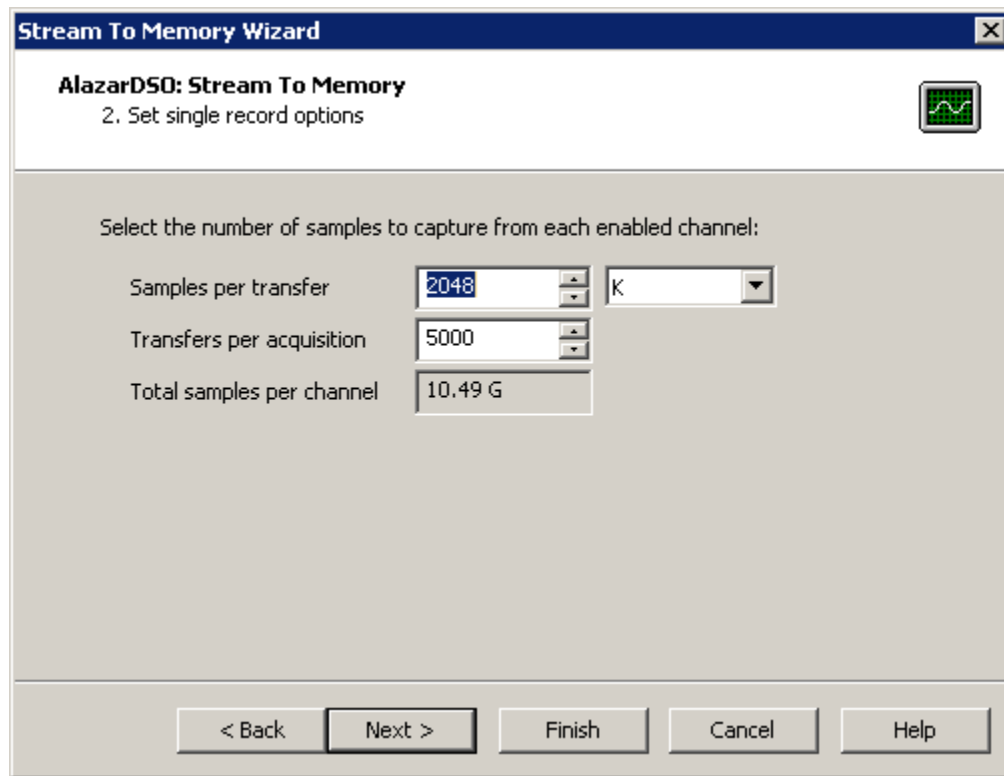 Stream To Memory Wizard
AlazarDSO: Stream To Memory
2. Set single record options
Select the number of samples to capture from each enabled channel:
Samples per transfer 2048 K
Transfers per acquisition 5000
Total samples per channel 10.49 G
< Back Next > Finish Cancel Help